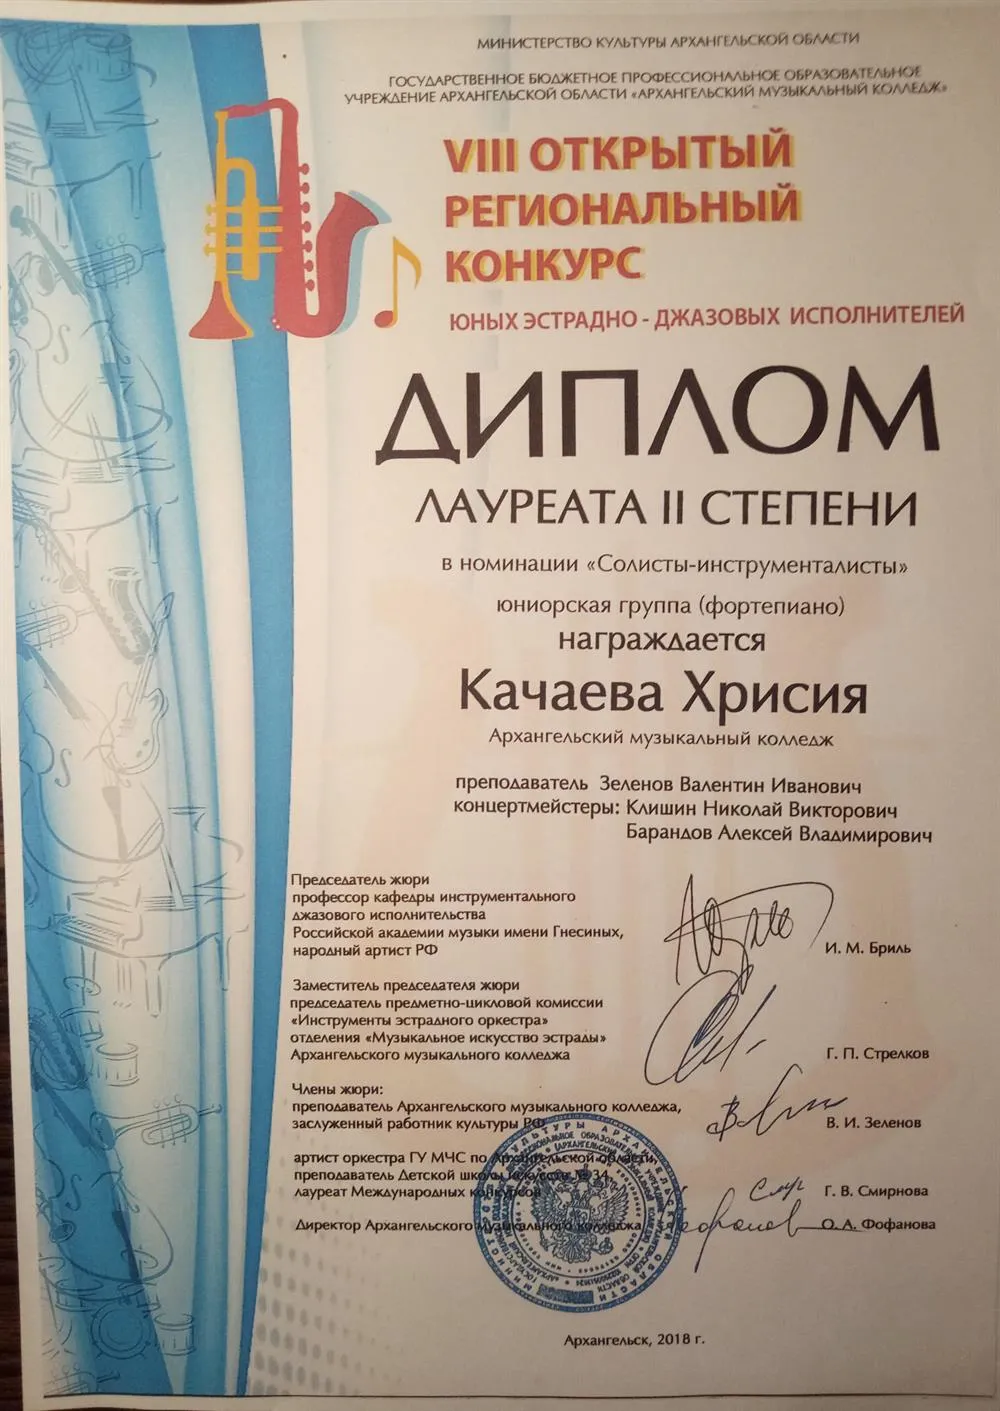 МИНИСТЕРСТВО КУЛЬТУРЫ АРХАНГЕЛЬСКОЙ ОБЛАСТИ
ГОСУДАРСТВЕННОЕ БЮДЖЕТНОЕ ПРОФЕССИОНАЛЬНОЕ ОБРАЗОВАТЕЛЬНОЕ
УЧРЕЖДЕНИЕ АРХАНГЕЛЬСКОЙ ОБЛАСТИ «АРХАНГЕЛЬСКИЙ МУЗЫКАЛЬНЫЙ КОЛЛЕДЖ»
VIII ОТКРЫТЫЙ
РЕГИОНАЛЬНЫЙ
КОНКУРС
ЮНЫХ ЭСТРАДНО - ДЖАЗОВЫХ ИСПОЛНИТЕЛЕЙ
ДИПЛОМ
ЛАУРЕАТА II СТЕПЕНИ
в номинации «Солисты-инструменталисты»
юниорская группа (фортепиано)
награждается
Качаева Хрисия
Архангельский музыкальный колледж
преподаватель Зеленов Валентин Иванович
концертмейстеры: Клишин Николай Викторович
Барандов Алексей Владимирович
Председатель жюри
профессор кафедры инструментального
джазового исполнительства
Российской академии музыки имени Гнесиных,
народный артист РФ
И. М. Бриль
Заместитель председателя жюри
председатель предметно-цикловой комиссии
«Инструменты эстрадного оркестра»
отделения «Музыкальное искусство эстрады»
Архангельского музыкального колледжа
Г. П. Стрелков
Члены жюри:
преподаватель Архангельского музыкального колледжа,
заслуженный работник культуры РФ
В. И. Зеленов
артист оркестра ГУ МЧС по Архангельской области,
преподаватель Детской школы искусств № 34,
лауреат Международных конкурсов
Г. В. Смирнова
Директор Архангельского музыкального колледжа
О. А. Фофанова
Архангельск, 2018 г.